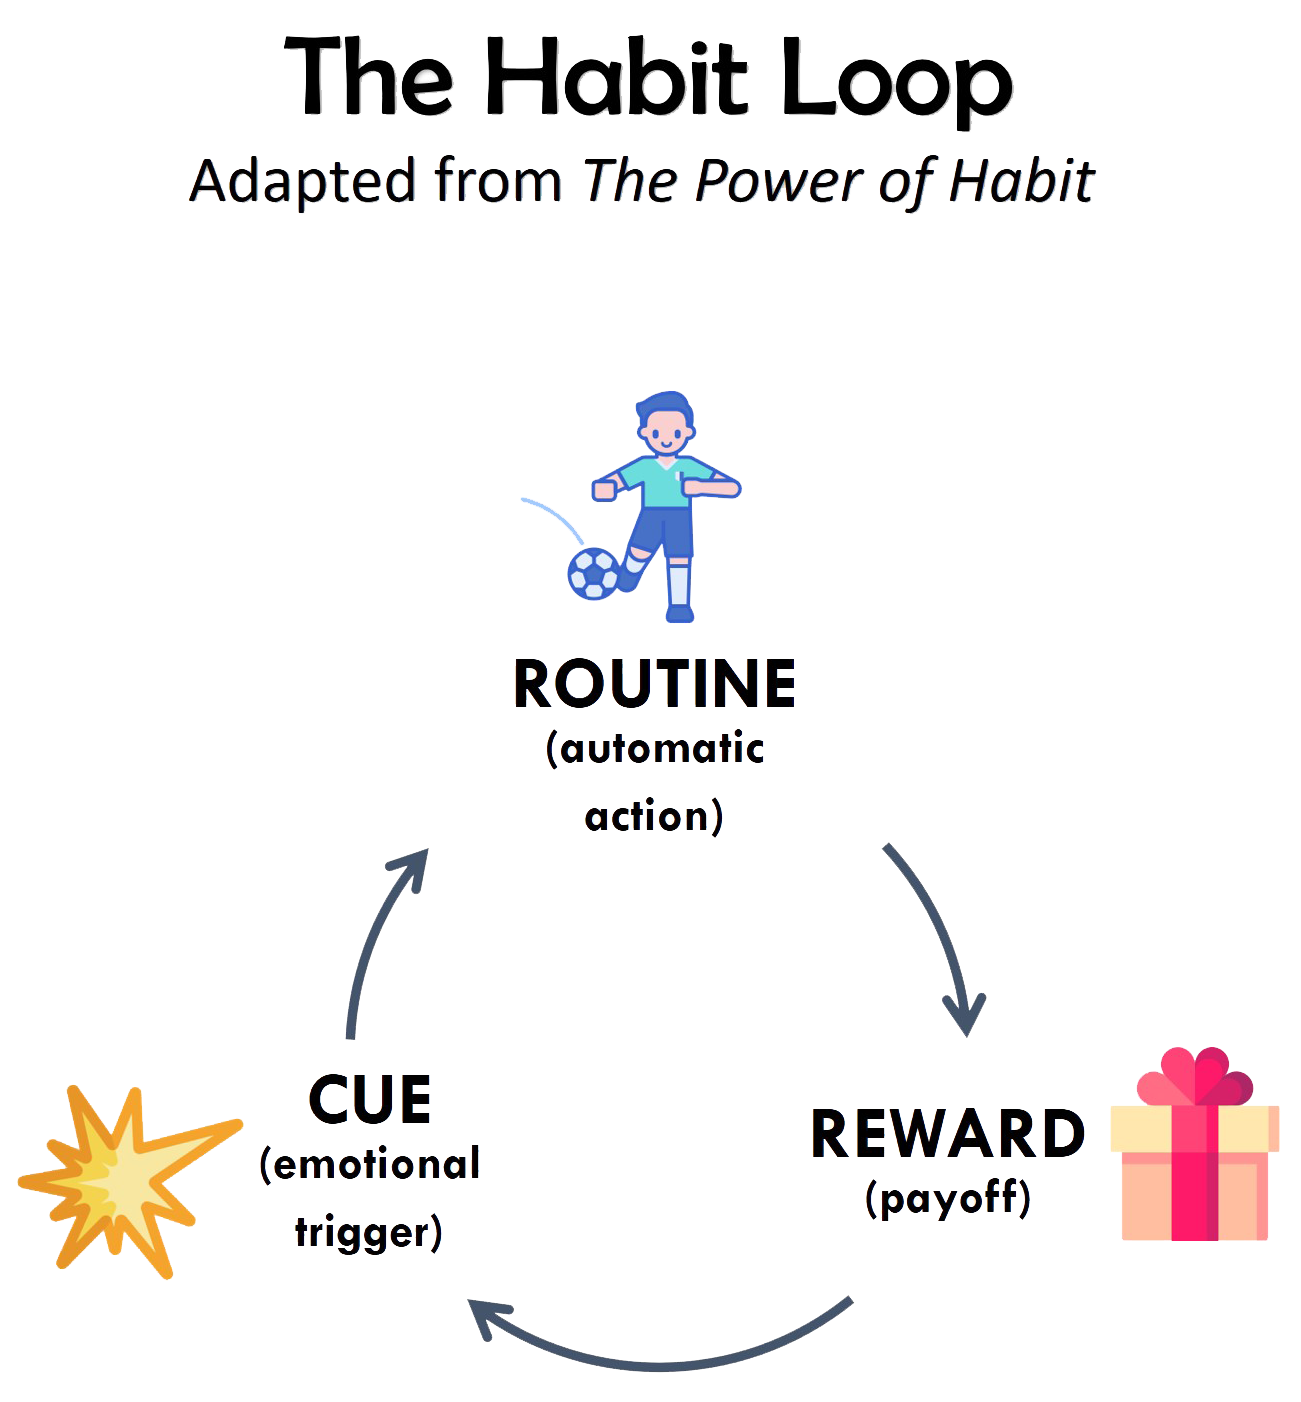 The Habit Loop
Adapted from The Power of Habit
ROUTINE
(automatic
action)
CUE
(emotional
trigger)
REWARD
(payoff)